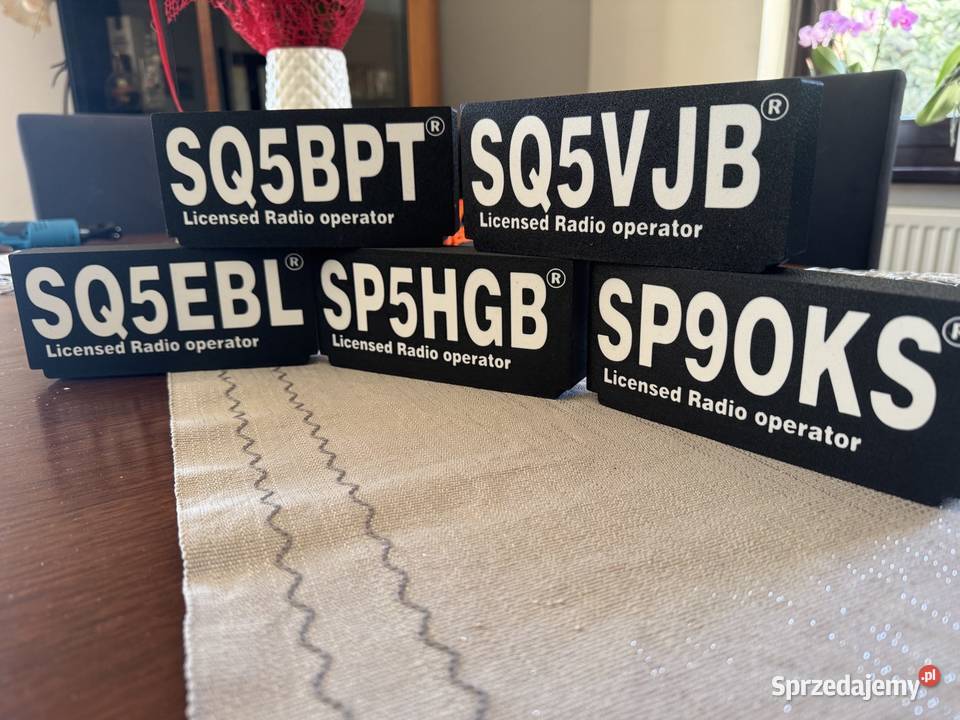 SQ5BPT®
Licensed Radio operator
SQ5VJB®
Licensed Radio operator
SQ5EBL®
Licensed Radio operator
SP5HGB®
Licensed Radio operator
SP9OKS®
Licensed Radio operator
Sprzedajemy.pl